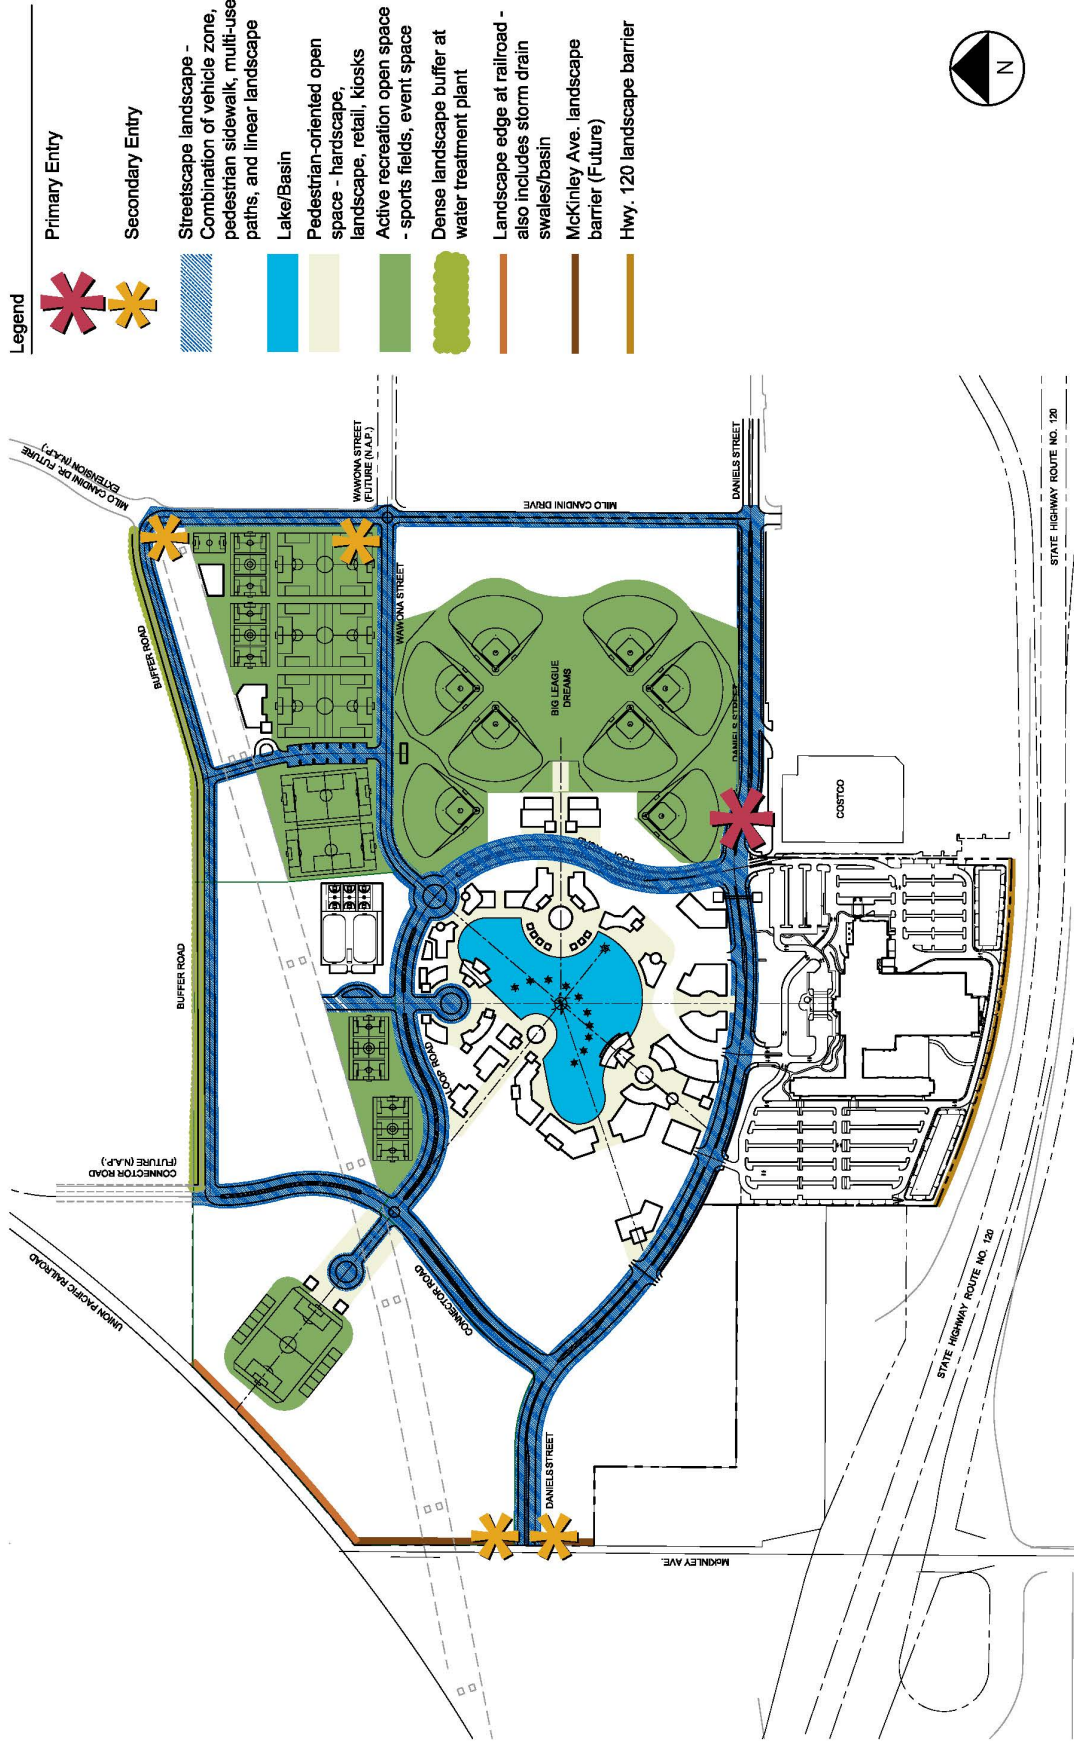 Legend
Primary Entry
Secondary Entry
Streetscape landscape -
Combination of vehicle zone,
pedestrian sidewalk, multi-use
paths, and linear landscape
Lake/Basin
Pedestrian-oriented open
space - hardscape,
landscape, retail, kiosks
Active recreation open space
- sports fields, event space
Dense landscape buffer at
water treatment plant
Landscape edge at railroad -
also includes storm drain
swales/basin
McKinley Ave. landscape
barrier (Future)
Hwy. 120 landscape barrier
N
MILO CANDINI DR. FUTURE
EXTENSION (N.A.P.)
WAWONA STREET
(FUTURE (N.A.P.)
MILO CANDINI DRIVE
DANIELS STREET
STATE HIGHWAY ROUTE NO. 120
BUFFER ROAD
WAWONA STREET
BIG LEAGUE
DREAMS
DANIELS STREET
COSTCO
BUFFER ROAD
LOOP ROAD
CONNECTOR ROAD
(FUTURE (N.A.P.)
UNION PACIFIC RAILROAD
CONNECTOR ROAD
STATE HIGHWAY ROUTE NO. 120
DANIELS STREET
McKINLEY AVE.